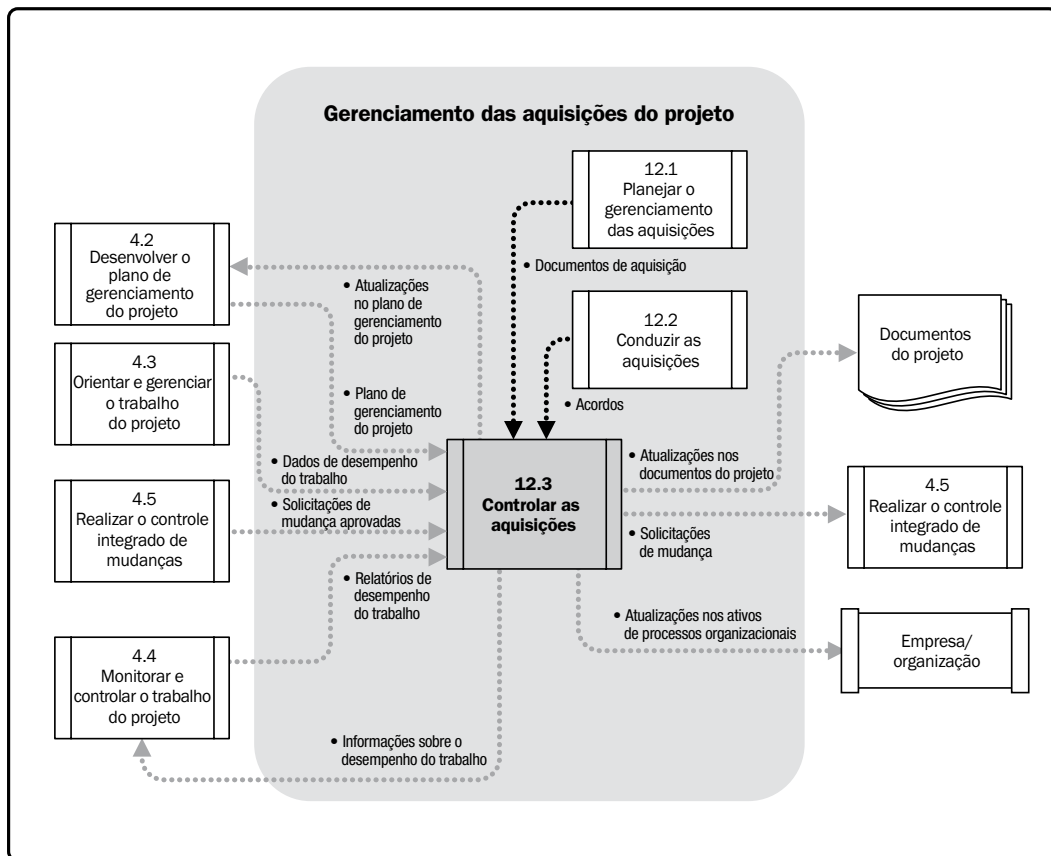 Gerenciamento das aquisições do projeto
12.1
Planejar o
gerenciamento
das aquisições
4.2
Desenvolver o
plano de
gerenciamento
do projeto
• Documentos de aquisição
• Atualizações
no plano de
gerenciamento
do projeto
12.2
Conduzir as
aquisições
Documentos
do projeto
4.3
Orientar e gerenciar
o trabalho
do projeto
• Plano de
gerenciamento
do projeto
• Acordos
• Dados de desempenho
do trabalho
• Atualizações nos
documentos do projeto
12.3
Controlar as
aquisições
4.5
Realizar o controle
integrado de
mudanças
• Solicitações de
mudança aprovadas
• Solicitações
de mudança
4.5
Realizar o controle
integrado de
mudanças
• Relatórios de
desempenho
do trabalho
• Atualizações nos ativos
de processos organizacionais
Empresa/
organização
4.4
Monitorar e
controlar o trabalho
do projeto
• Informações sobre o
desempenho do trabalho